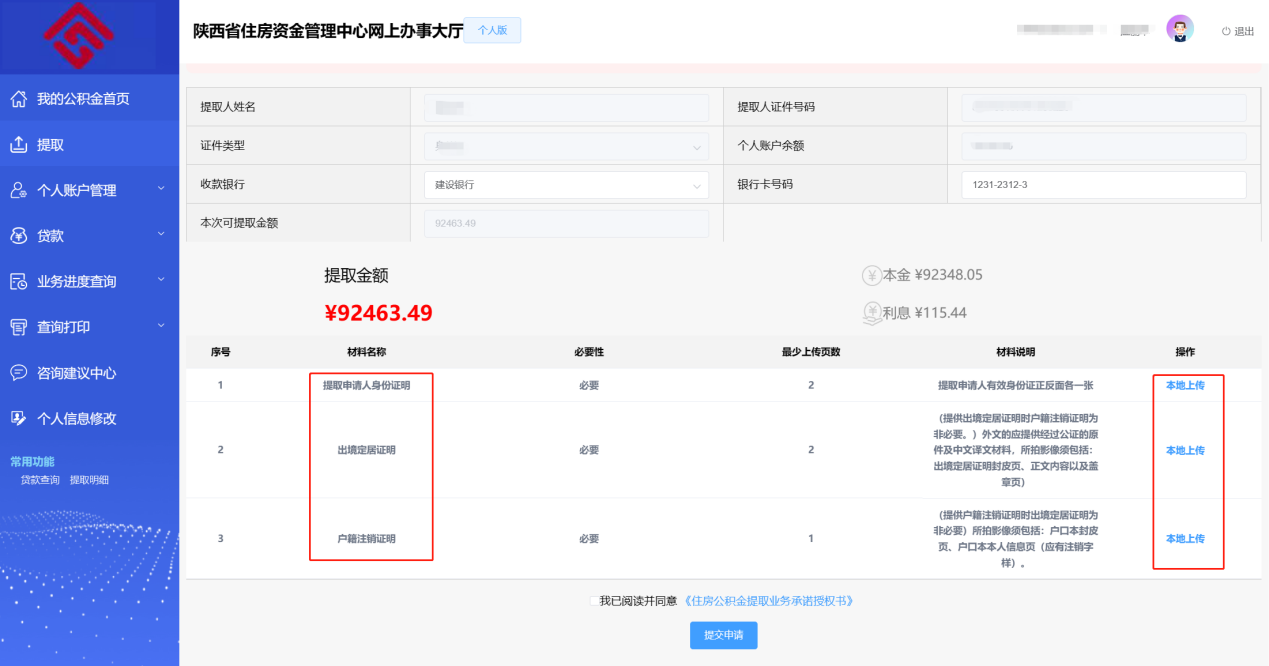 陕西省住房资金管理中心网上办事大厅
个人版
退出
我的公积金首页
提取
个人账户管理
贷款
业务进度查询
查询打印
咨询建议中心
个人信息修改
常用功能
贷款查询 提取明细
提取人姓名
提取人证件号码
证件类型
个人账户余额
收款银行 建设银行
银行卡号码 1231-2312-3
本次可提取金额 92463.49
提取金额
¥92463.49
本金 ¥92348.05
利息 ¥115.44
序号 材料名称 必要性 最少上传页数 材料说明 操作
1 提取申请人身份证明 必要 2 提取申请人有效身份证正反面各一张 本地上传
2 出境定居证明 必要 2
（提供出境定居证明时户籍注销证明为
非必要。）外文的应提供经过公证的原
件及中文译文材料，所拍影像须包括：
出境定居证明封皮页、正文内容以及盖
章页）
本地上传
3 户籍注销证明 必要 1
（提供户籍注销证明时出境定居证明为
非必要）所拍影像须包括：户口本封皮
页、户口本本人信息页（应有注销字
样）。
本地上传
我已阅读并同意 《住房公积金提取业务承诺授权书》
提交申请